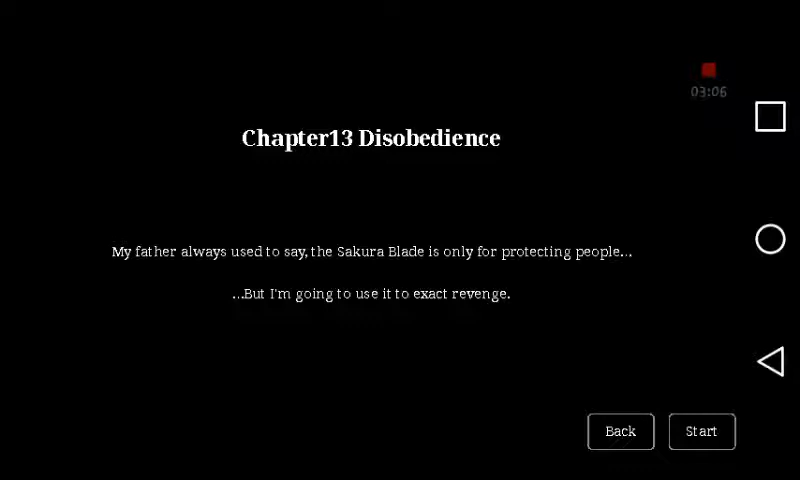 03:06
Chapter13 Disobedience
My father always used to say, the Sakura Blade is only for protecting people...
...But I'm going to use it to exact revenge.
Back Start